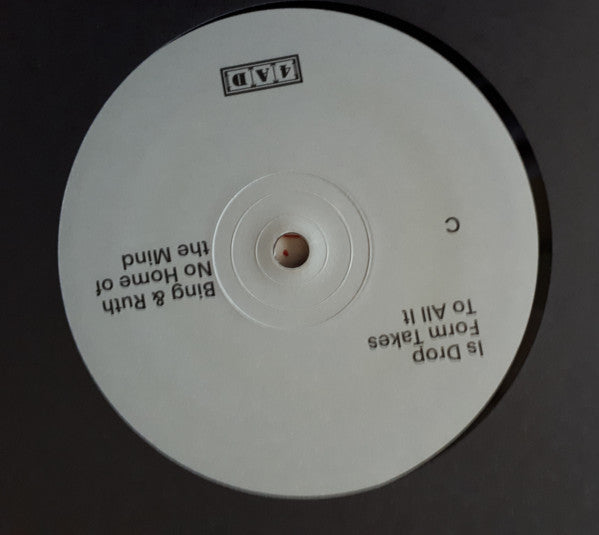 Is Drop
Form Takes
To All It
C
Bing & Ruth
No Home of
the Mind
4AD